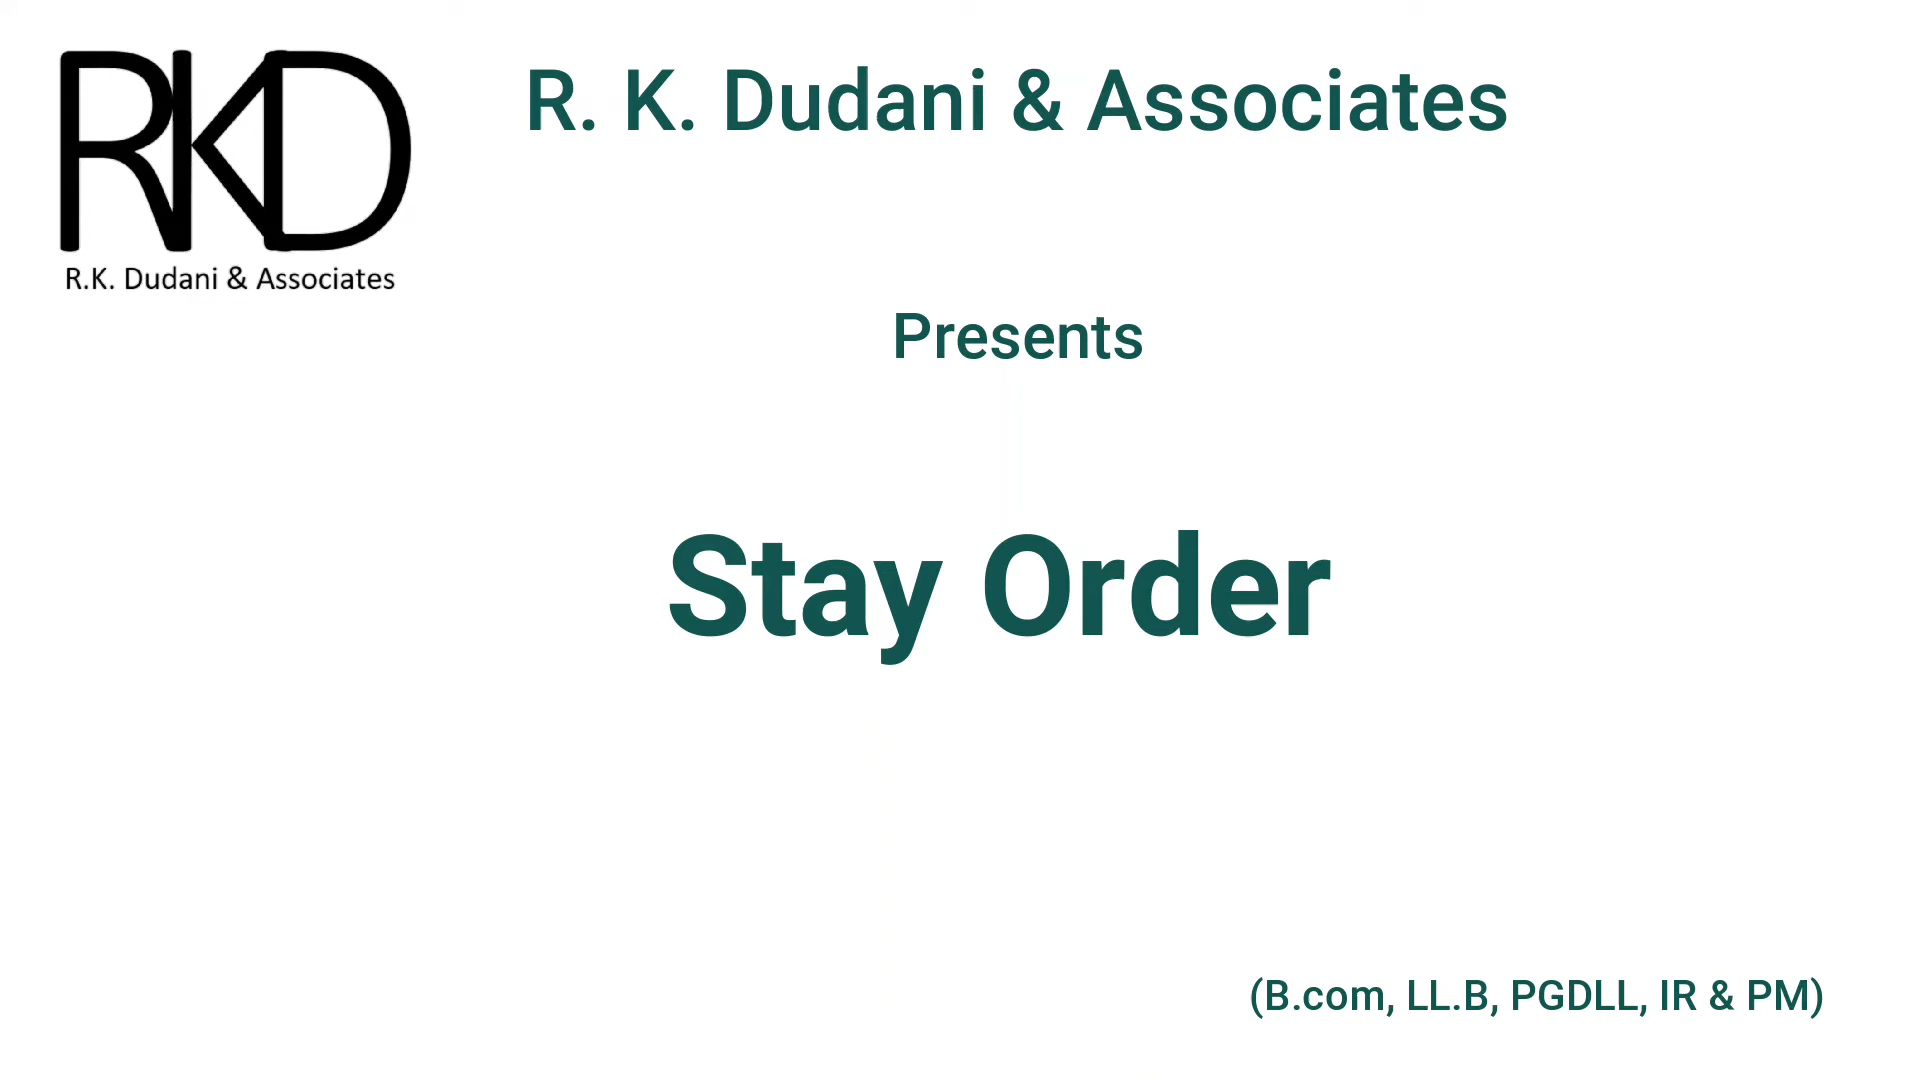 RKD
R.K. Dudani & Associates
R. K. Dudani & Associates
Presents
Stay Order
(B.com, LL.B, PGDLL, IR & PM)